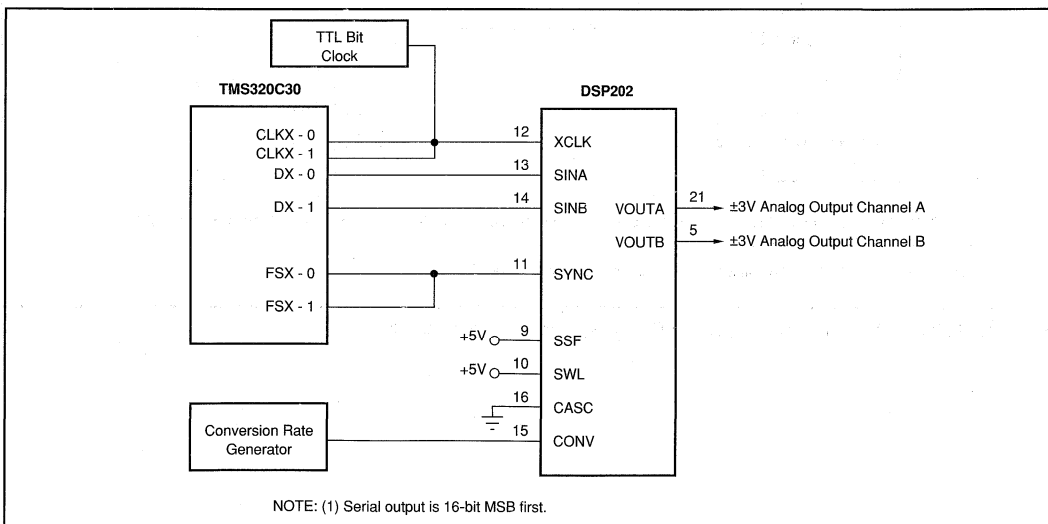 TTL Bit
Clock
TMS320C30
DSP202
CLKX - 0
CLKX - 1
DX - 0
DX - 1
FSX - 0
FSX - 1
12
XCLK
13
SINA
14
SINB
VOUTA
21
±3V Analog Output Channel A
VOUTB
5
±3V Analog Output Channel B
11
SYNC
+5V
9
SSF
+5V
10
SWL
16
CASC
15
CONV
Conversion Rate
Generator
NOTE: (1) Serial output is 16-bit MSB first.